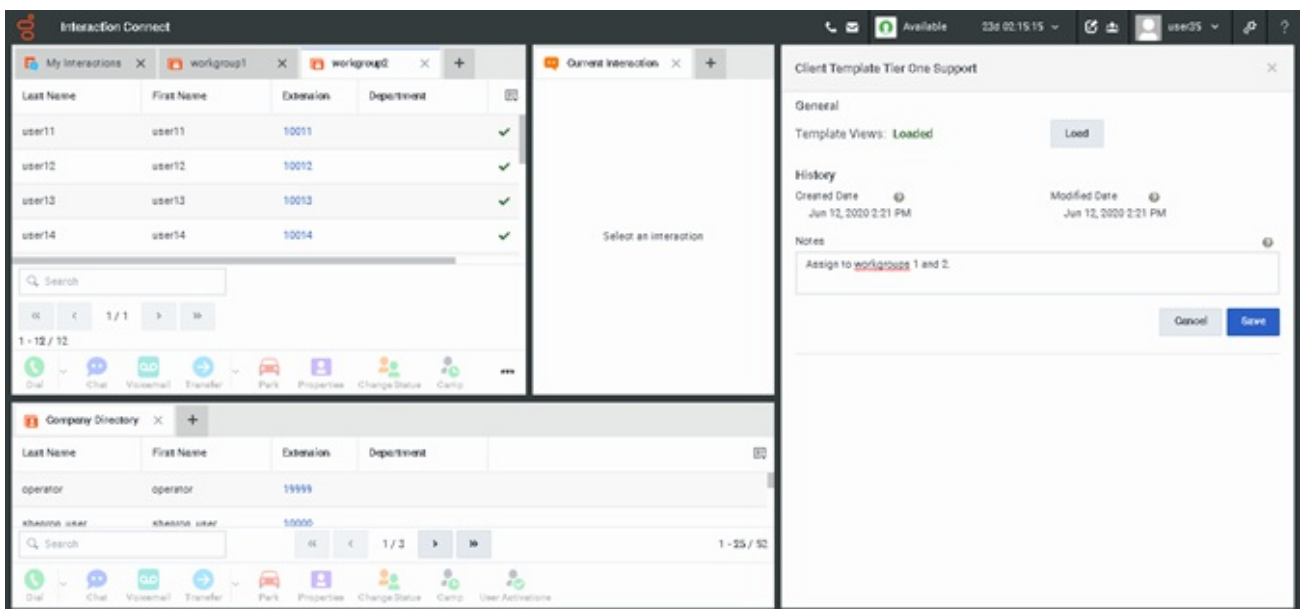 Interaction Connect
Available 23d 02:15:15 user35 ?
My Interactions X workgroup1 X workgroup2 X +
Last Name First Name Extension Department
user11 user11 10011
user12 user12 10012
user13 user13 10013
user14 user14 10014
Search
1 / 1
1 - 12 / 12
Dial Chat Voicemail Transfer Park Properties Change Status Camp
Current Interaction X +
Select an interaction
Company Directory X +
Last Name First Name Extension Department
operator operator 19999
10000
Search 1 / 3 1 - 25 / 52
Dial Chat Voicemail Transfer Park Properties Change Status Camp User Activations
Client Template Tier One Support
General
Template Views: Loaded Load
History
Created Date Modified Date
Jun 12, 2020 2:21 PM Jun 12, 2020 2:21 PM
Notes
Assign to workgroups 1 and 2.
Cancel Save